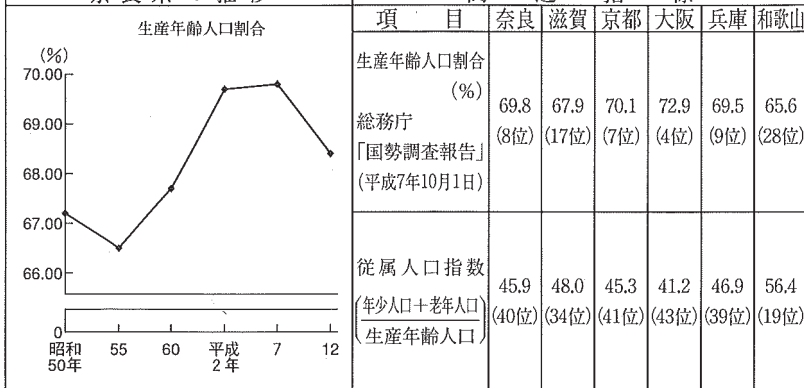 生産年齢人口割合
(%)
70.00
69.00
68.00
67.00
66.00
0
昭和 55 60 平成 7 12
50年 2年
項 目 奈良 滋賀 京都 大阪 兵庫 和歌山
生産年齢人口割合
(%)
総務庁
「国勢調査報告」
(平成7年10月1日)
69.8 67.9 70.1 72.9 69.5 65.6
(8位) (17位) (7位) (4位) (9位) (28位)
従属人口指数
(年少人口+老年人口
生産年齢人口)
45.9 48.0 45.3 41.2 46.9 56.4
(40位) (34位) (41位) (43位) (39位) (19位)